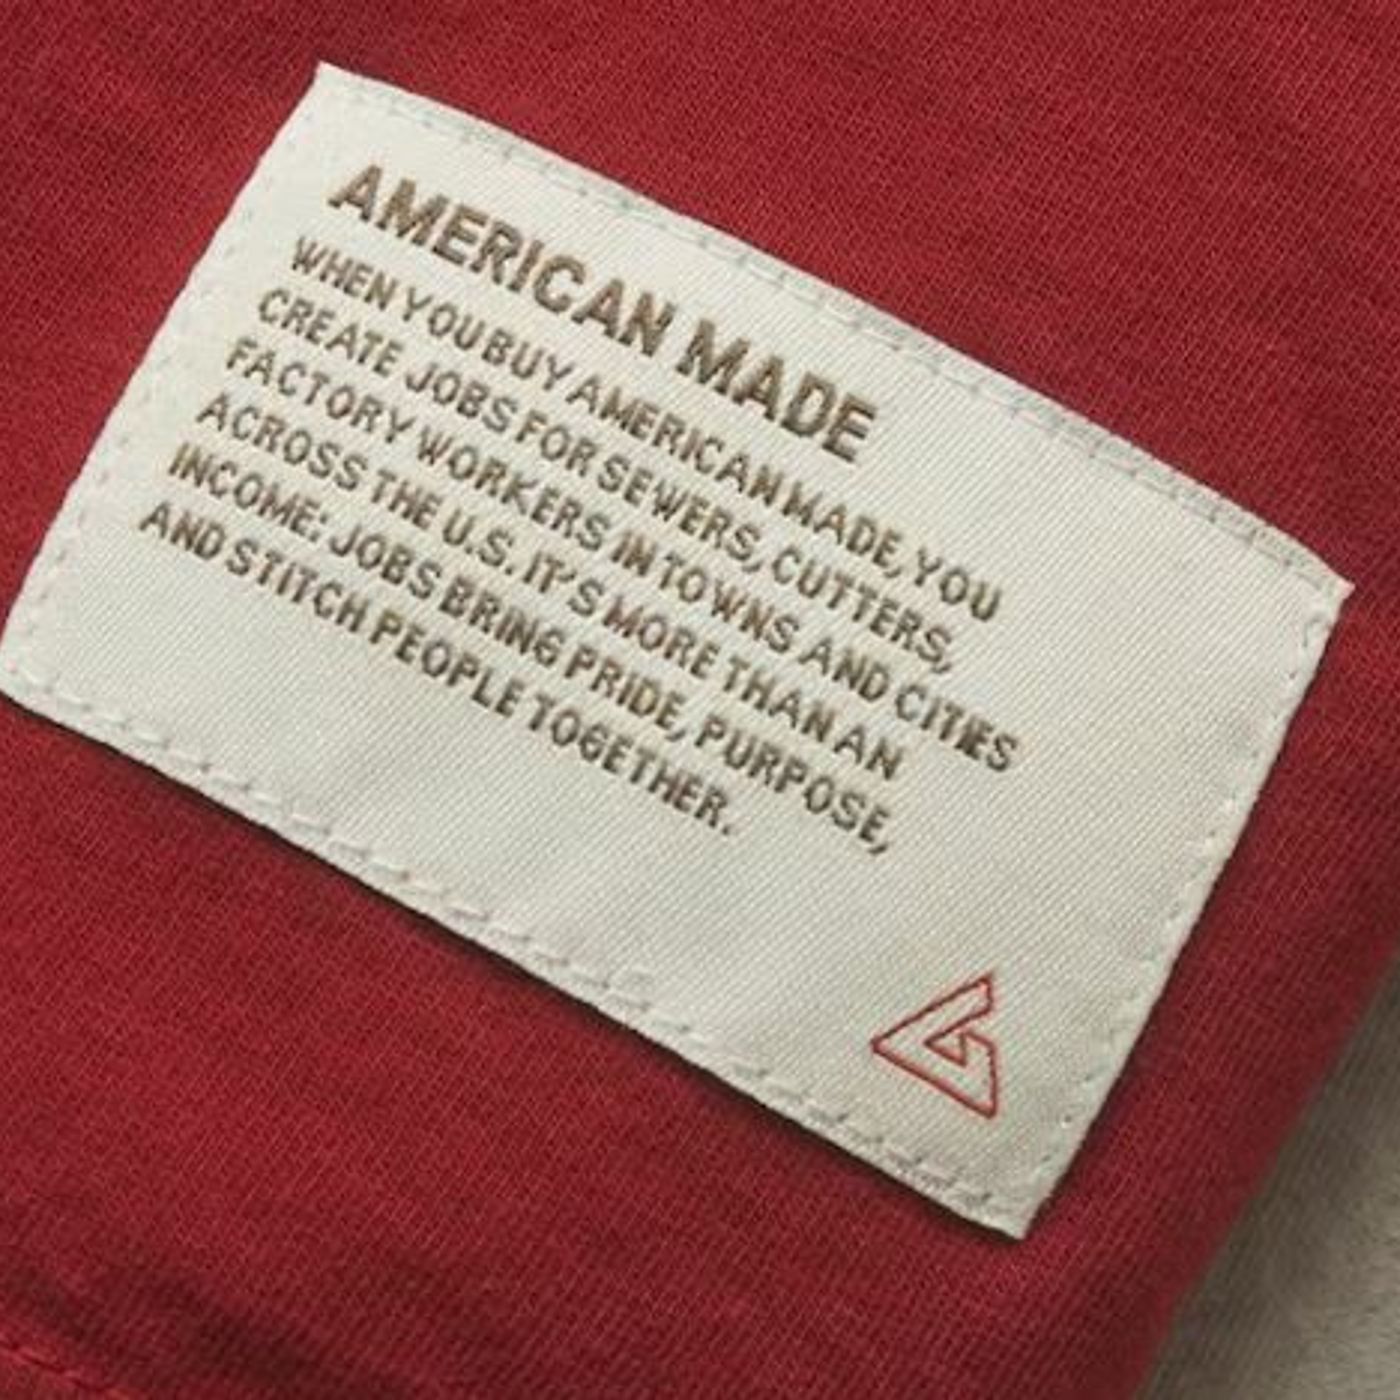 AMERICAN MADE
WHEN YOU BUY AMERICAN MADE, YOU
CREATE JOBS FOR SEWERS, CUTTERS,
FACTORY WORKERS IN TOWNS AND CITIES
ACROSS THE U.S. IT'S MORE THAN AN
INCOME: JOBS BRING PRIDE, PURPOSE,
AND STITCH PEOPLE TOGETHER.